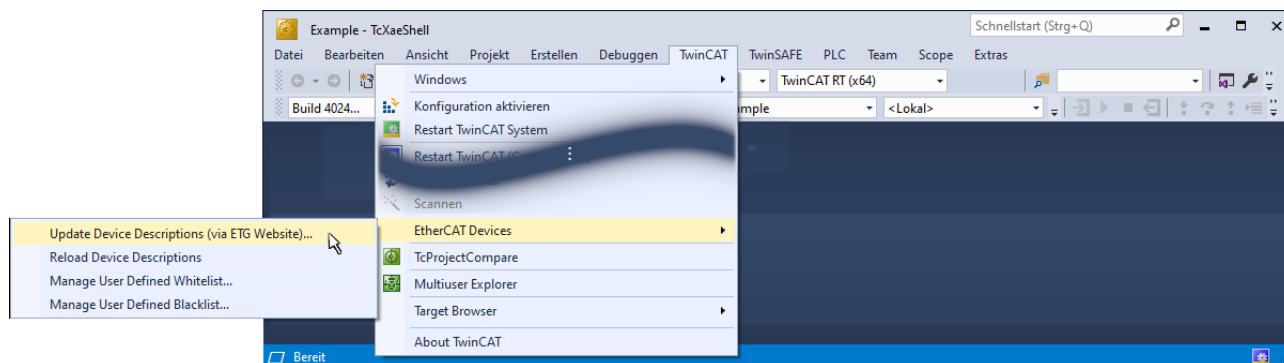 Example - TcXaeShell
Schnellstart (Strg+Q)
Datei Bearbeiten Ansicht Projekt Erstellen Debuggen TwinCAT TwinSAFE PLC Team Scope Extras
Windows
TwinCAT RT (x64)
Build 4024...
Konfiguration aktivieren
<Lokal>
Restart TwinCAT System
Restart TwinCAT
Scannen
EtherCAT Devices
Update Device Descriptions (via ETG Website)...
Reload Device Descriptions
TcProjectCompare
Manage User Defined Whitelist...
Multiuser Explorer
Manage User Defined Blacklist...
Target Browser
About TwinCAT
Bereit